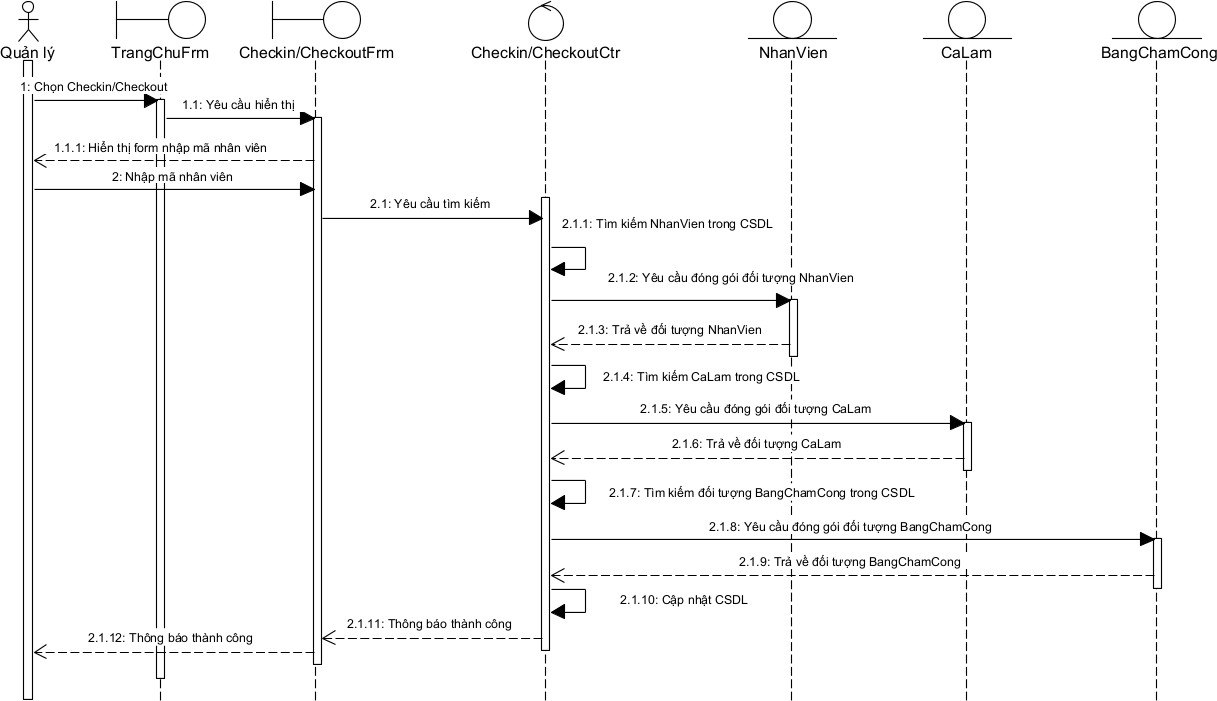 Quản lý
TrangChuFrm
Checkin/CheckoutFrm
Checkin/CheckoutCtr
NhanVien
CaLam
BangChamCong
1: Chọn Checkin/Checkout
1.1: Yêu cầu hiển thị
1.1.1: Hiển thị form nhập mã nhân viên
2: Nhập mã nhân viên
2.1: Yêu cầu tìm kiếm
2.1.1: Tìm kiếm NhanVien trong CSDL
2.1.2: Yêu cầu đóng gói đối tượng NhanVien
2.1.3: Trả về đối tượng NhanVien
2.1.4: Tìm kiếm CaLam trong CSDL
2.1.5: Yêu cầu đóng gói đối tượng CaLam
2.1.6: Trả về đối tượng CaLam
2.1.7: Tìm kiếm đối tượng BangChamCong trong CSDL
2.1.8: Yêu cầu đóng gói đối tượng BangChamCong
2.1.9: Trả về đối tượng BangChamCong
2.1.10: Cập nhật CSDL
2.1.11: Thông báo thành công
2.1.12: Thông báo thành công